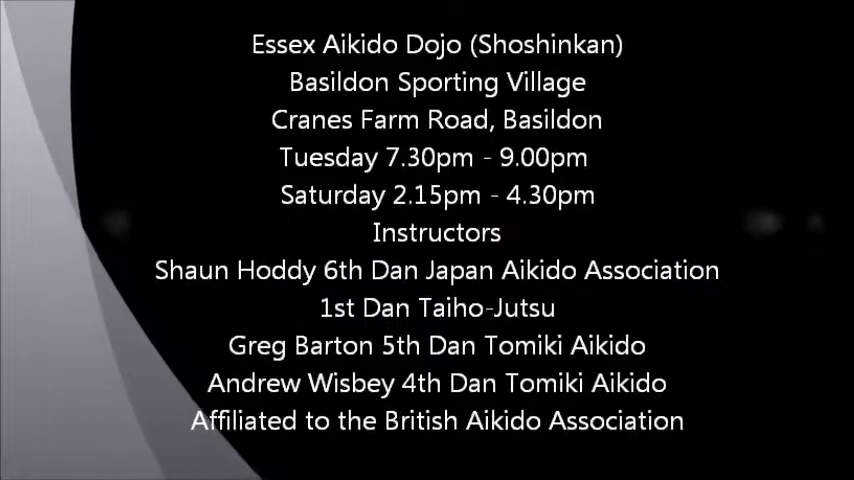 Essex Aikido Dojo (Shoshinkan)
Basildon Sporting Village
Cranes Farm Road, Basildon
Tuesday 7.30pm - 9.00pm
Saturday 2.15pm - 4.30pm
Instructors
Shaun Hoddy 6th Dan Japan Aikido Association
1st Dan Taiho-Jutsu
Greg Barton 5th Dan Tomiki Aikido
Andrew Wisbey 4th Dan Tomiki Aikido
Affiliated to the British Aikido Association